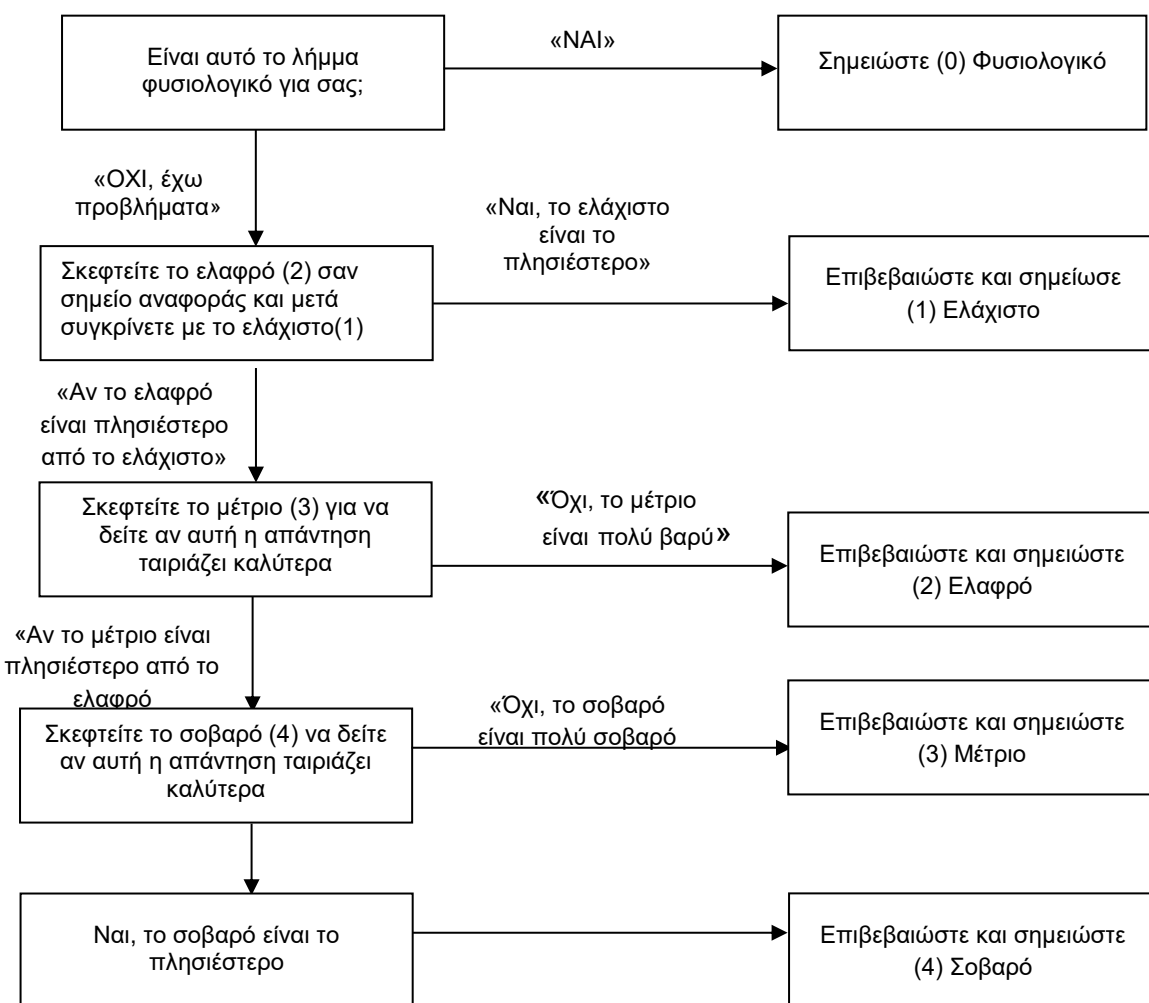 Είναι αυτό το λήμμα
φυσιολογικό για σας;
«ΝΑΙ»
Σημειώστε (0) Φυσιολογικό
«ΟΧΙ, έχω
προβλήματα»
«Ναι, το ελάχιστο
είναι το
πλησιέστερο»
Σκεφτείτε το ελαφρό (2) σαν
σημείο αναφοράς και μετά
συγκρίνετε με το ελάχιστο(1)
Επιβεβαιώστε και σημείωσε
(1) Ελάχιστο
«Αν το ελαφρό
είναι πλησιέστερο
από το ελάχιστο»
Σκεφτείτε το μέτριο (3) για να
δείτε αν αυτή η απάντηση
ταιριάζει καλύτερα
«Όχι, το μέτριο
είναι πολύ βαρύ»
Επιβεβαιώστε και σημειώστε
(2) Ελαφρό
«Αν το μέτριο είναι
πλησιέστερο από το
ελαφρό
Σκεφτείτε το σοβαρό (4) να δείτε
αν αυτή η απάντηση ταιριάζει
καλύτερα
«Όχι, το σοβαρό
είναι πολύ σοβαρό
Επιβεβαιώστε και σημειώστε
(3) Μέτριο
Ναι, το σοβαρό είναι το
πλησιέστερο
Επιβεβαιώστε και σημειώστε
(4) Σοβαρό